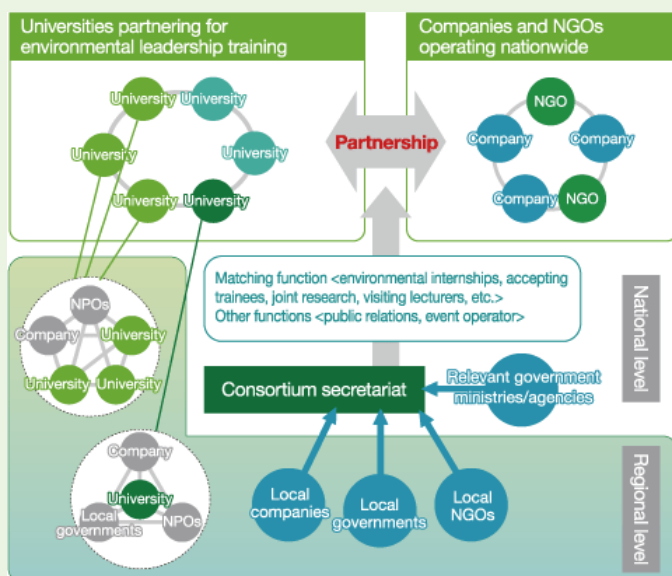 Universities partnering for
environmental leadership training
Companies and NGOs
operating nationwide
University
University
University
University
University
University
Partnership
NGO
Company
Company
Company
NGO
Matching function <environmental internships, accepting
trainees, joint research, visiting lecturers, etc.>
Other functions <public relations, event operator>
National level
NPOs
Company
University
University
University
Consortium secretariat
Relevant government
ministries/agencies
Company
University
Local
governments
NPOs
Local
companies
Local
governments
Local
NGOs
Regional level